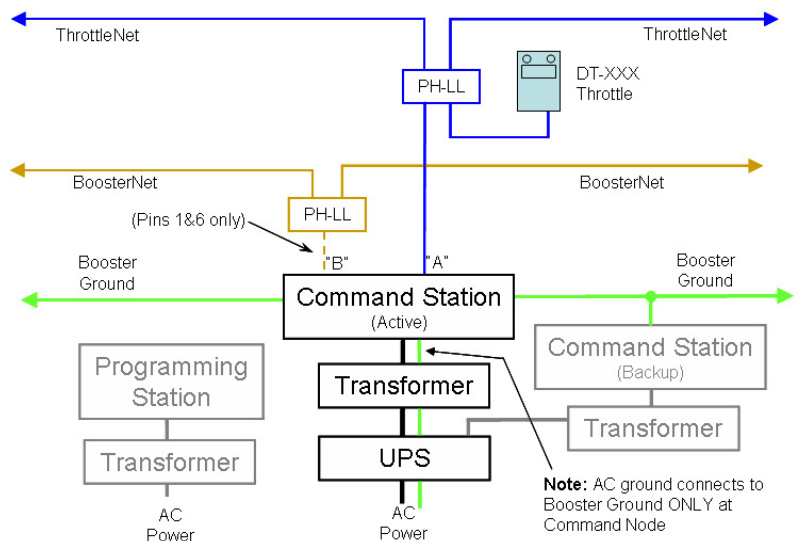 ThrottleNet
ThrottleNet
PH-LL
DT-XXX
Throttle
BoosterNet
BoosterNet
PH-LL
(Pins 1&6 only)
"B"
"A"
Booster
Ground
Booster
Ground
Command Station
(Active)
Command Station
(Backup)
Programming
Station
Transformer
Transformer
Transformer
UPS
AC
Power
AC
Power
Note: AC ground connects to
Booster Ground ONLY at
Command Node